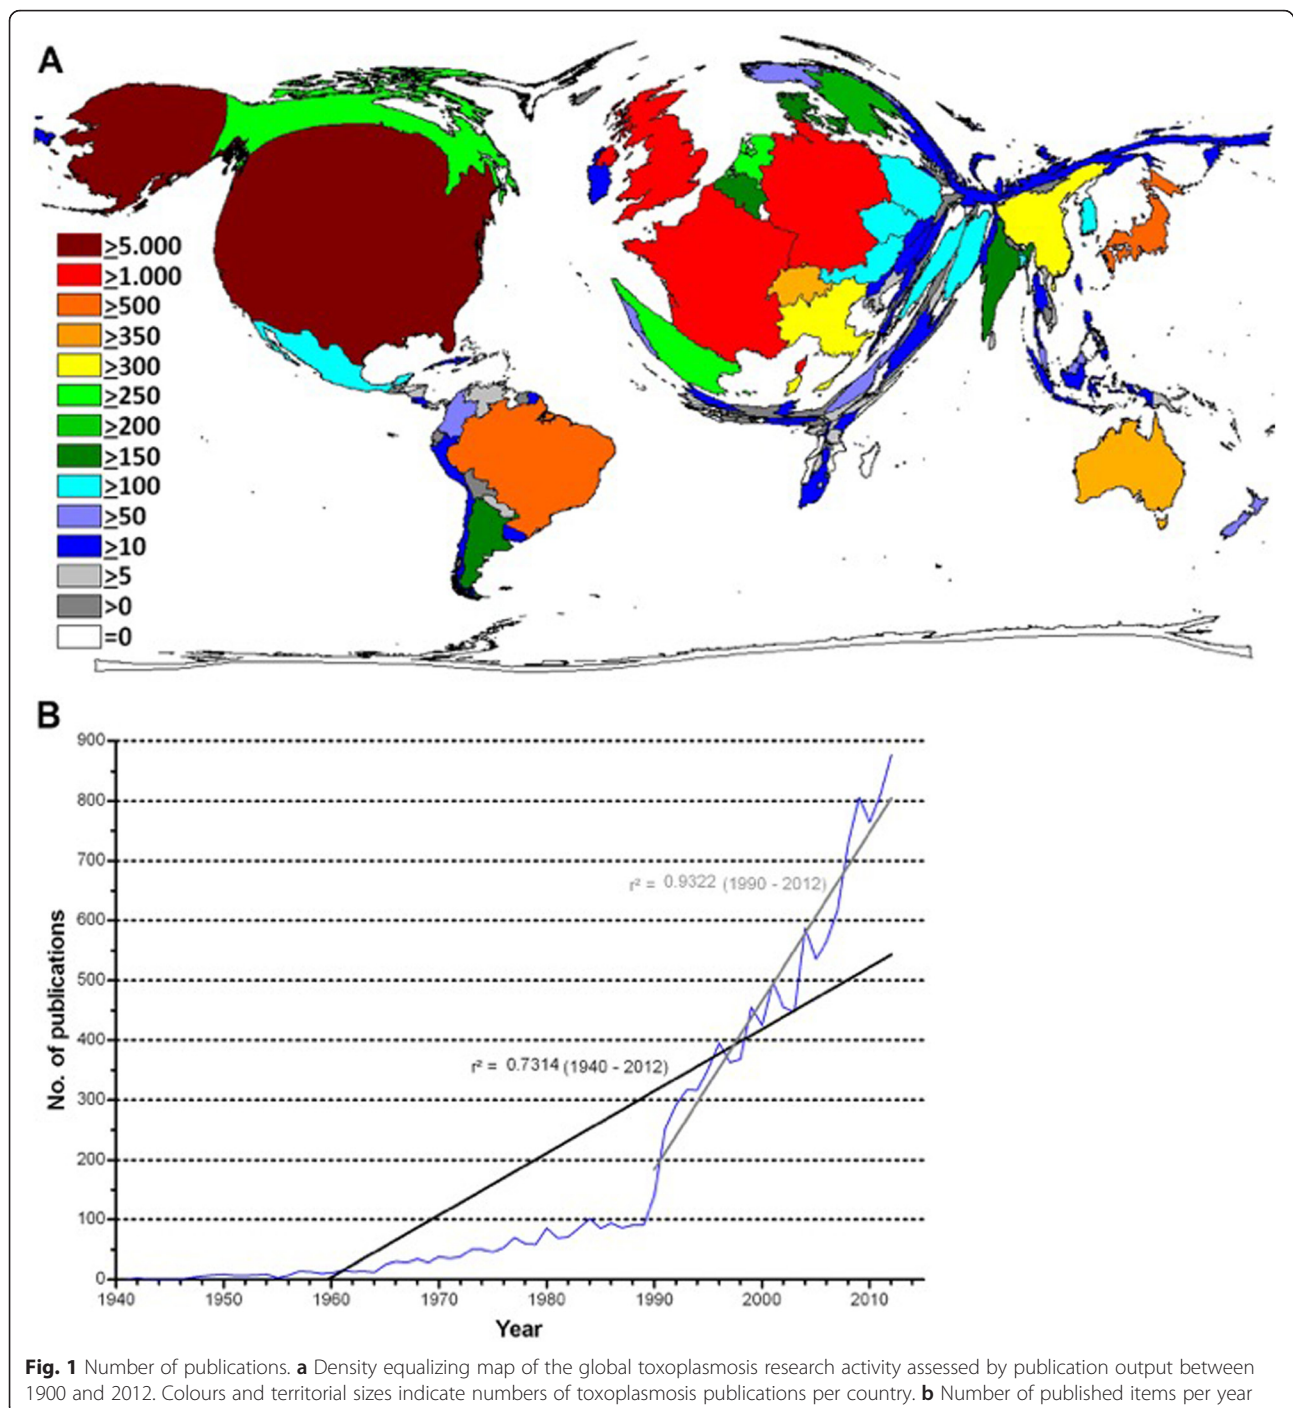 A
≥5.000
≥1.000
≥500
≥350
≥300
≥250
≥200
≥150
≥100
≥50
≥10
≥5
>0
=0
B
900
800
700
600
500
400
300
200
100
0
No. of publications
r² = 0.9322 (1990 - 2012)
r² = 0.7314 (1940 - 2012)
1940 1950 1960 1970 1980 1990 2000 2010
Year
Fig. 1 Number of publications. a Density equalizing map of the global toxoplasmosis research activity assessed by publication output between
1900 and 2012. Colours and territorial sizes indicate numbers of toxoplasmosis publications per country. b Number of published items per year